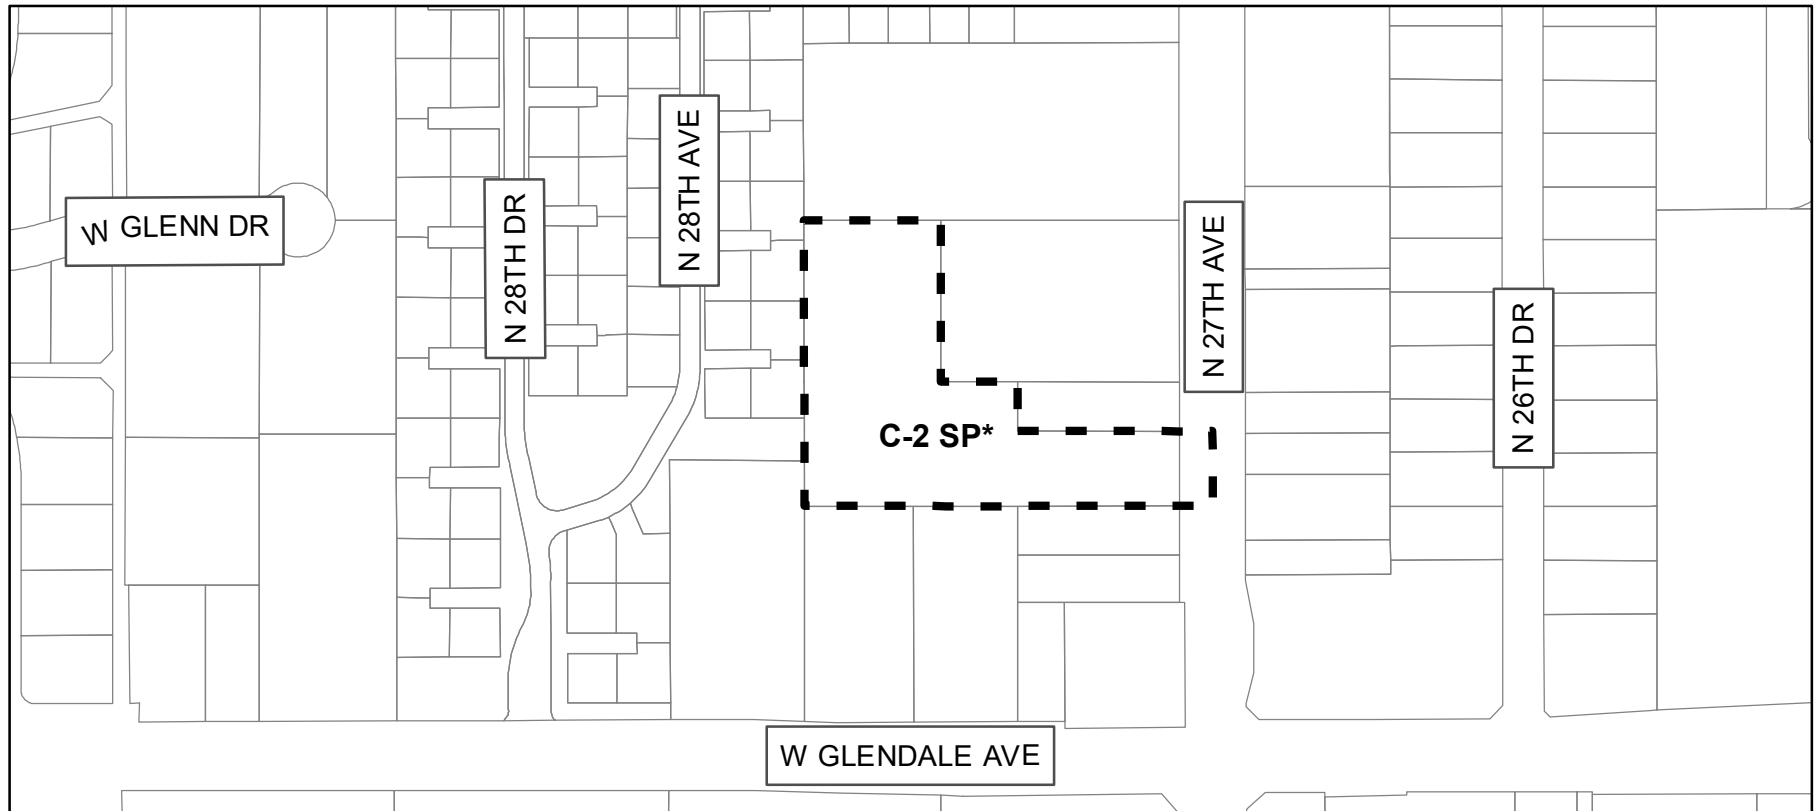 W GLENN DR
N 28TH DR
N 28TH AVE
N 27TH AVE
N 26TH DR
C-2 SP*
W GLENDALE AVE